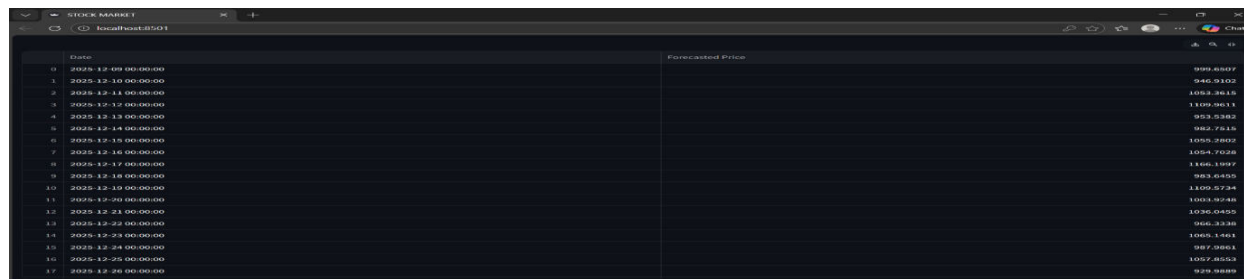 STOCK MARKET
localhost:8501
Chat
Date Forecasted Price
0 2025-12-09 00:00:00 999.6507
1 2025-12-10 00:00:00 946.9102
2 2025-12-11 00:00:00 1053.3615
3 2025-12-12 00:00:00 1109.9611
4 2025-12-13 00:00:00 953.5382
5 2025-12-14 00:00:00 982.7515
6 2025-12-15 00:00:00 1055.2802
7 2025-12-16 00:00:00 1054.7028
8 2025-12-17 00:00:00 1166.1997
9 2025-12-18 00:00:00 983.6455
10 2025-12-19 00:00:00 1109.5734
11 2025-12-20 00:00:00 1003.9248
12 2025-12-21 00:00:00 1036.0455
13 2025-12-22 00:00:00 966.3338
14 2025-12-23 00:00:00 1065.1461
15 2025-12-24 00:00:00 987.9861
16 2025-12-25 00:00:00 1057.8553
17 2025-12-26 00:00:00 929.9889